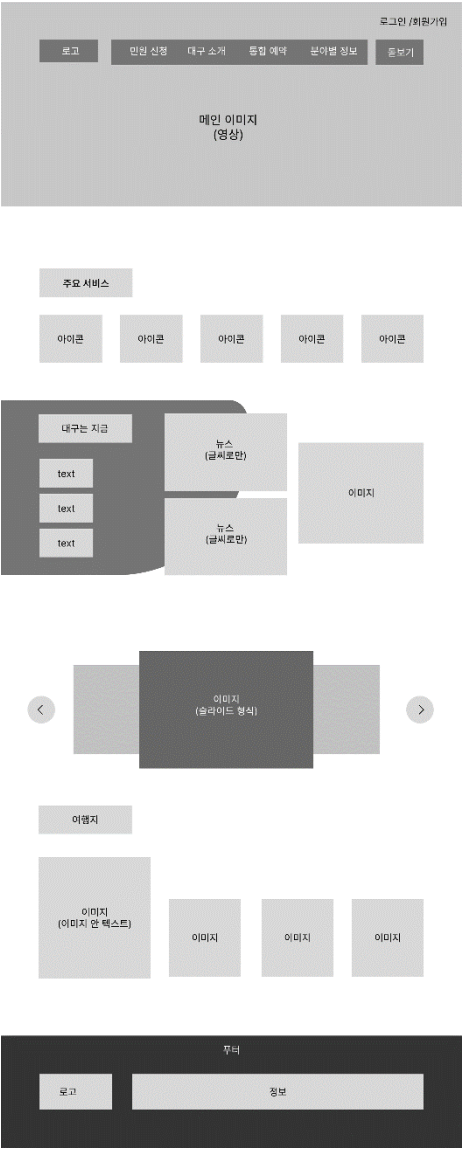 로그인 /회원가입
로고
민원 신청
대구 소개
통합 예약
분야별 정보
돋보기
메인 이미지
(영상)
주요 서비스
아이콘
아이콘
아이콘
아이콘
아이콘
대구는 지금
text
text
text
뉴스
(글씨로만)
뉴스
(글씨로만)
이미지
이미지
(슬라이드 형식)
여행지
이미지
(이미지 안 텍스트)
이미지
이미지
이미지
푸터
로고
정보